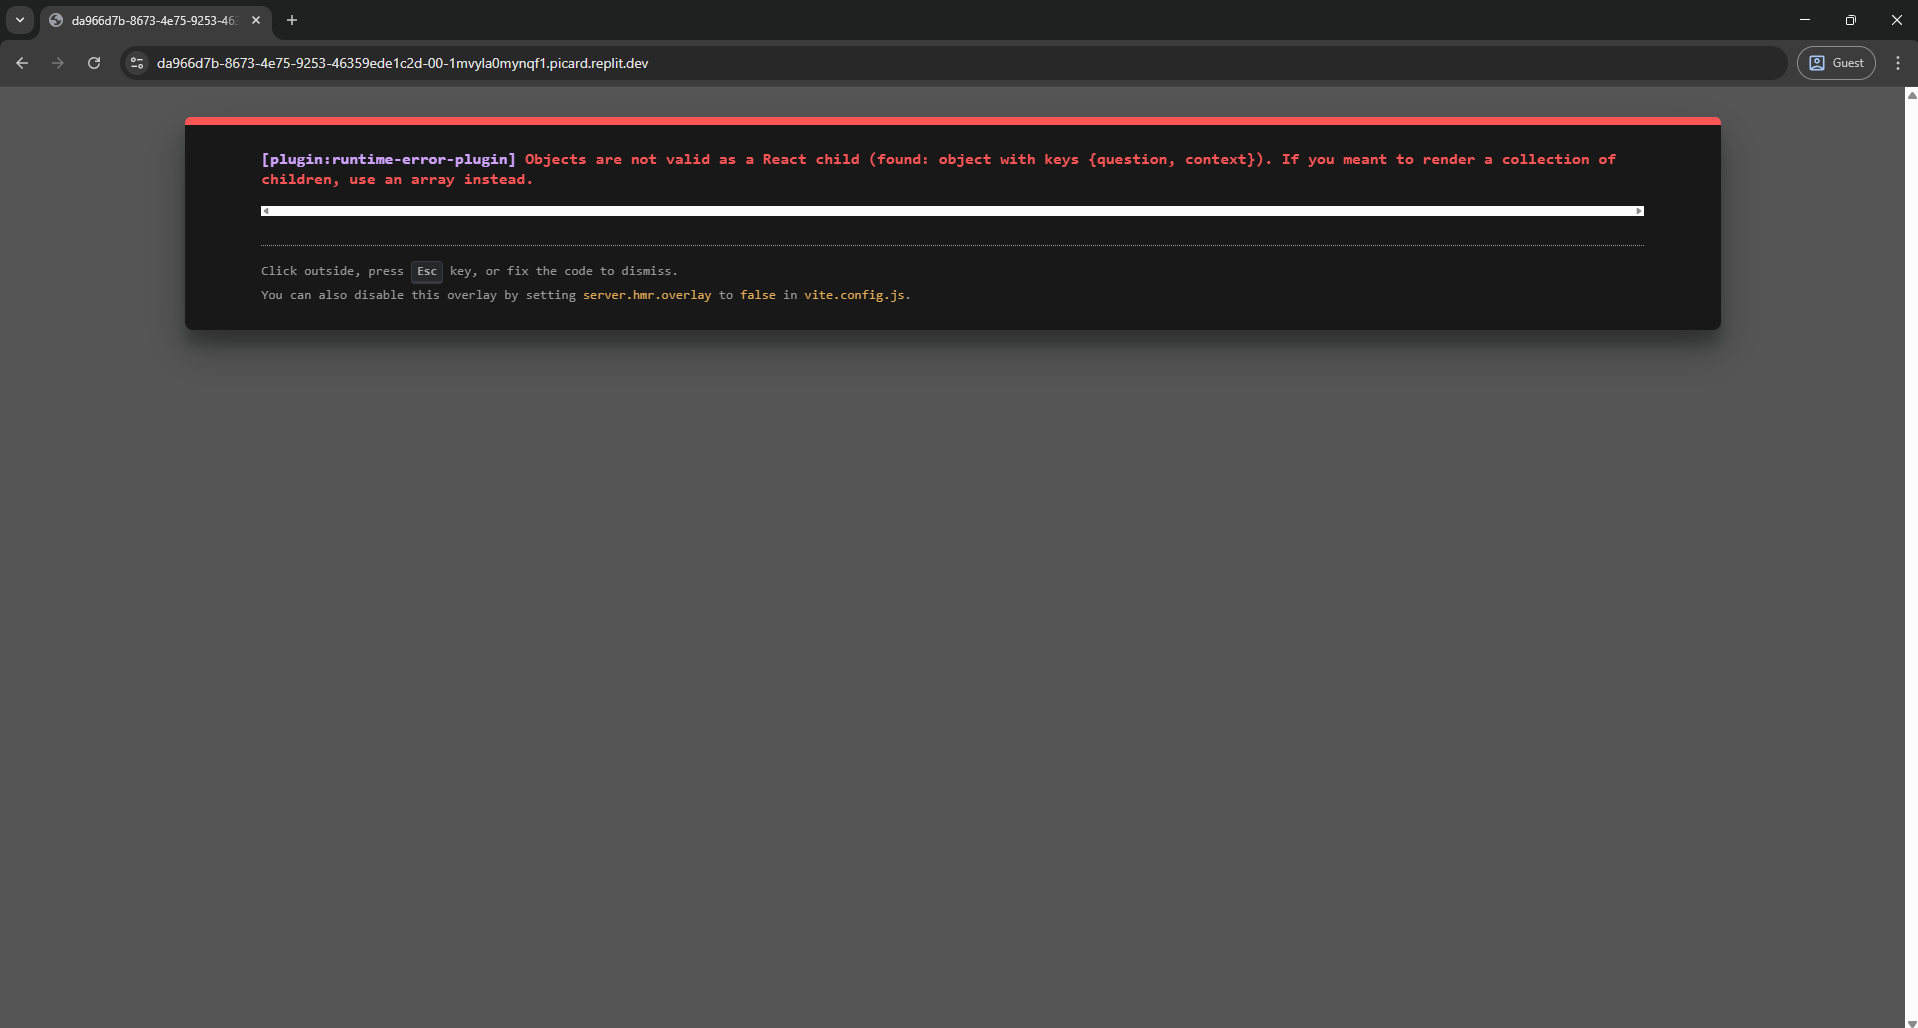 da966d7b-8673-4e75-9253-46
da966d7b-8673-4e75-9253-46359ede1c2d-00-1mvyla0mynqf1.picard.replit.dev
Guest
[plugin:runtime-error-plugin] Objects are not valid as a React child (found: object with keys {question, context}). If you meant to render a collection of
children, use an array instead.
Click outside, press Esc key, or fix the code to dismiss.
You can also disable this overlay by setting server.hmr.overlay to false in vite.config.js.